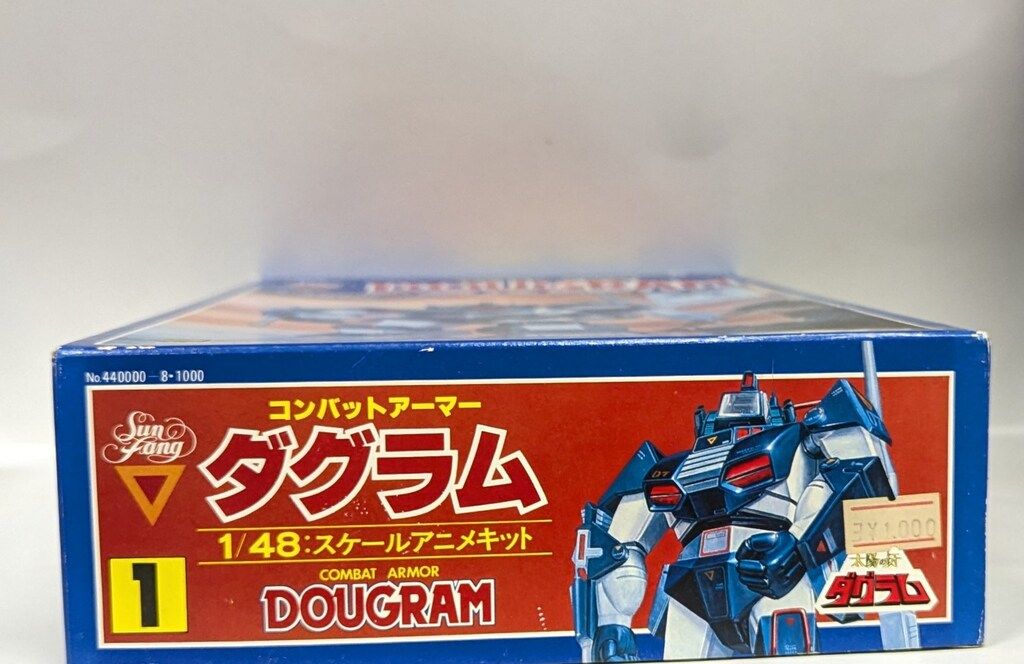 No.440000-8・1000
Sun Fang
コンバットアーマー
ダグラム
1/48:スケールアニメキット
COMBAT ARMOR
DOUGRAM
1
D7
¥1,000
太陽の牙
ダグラム